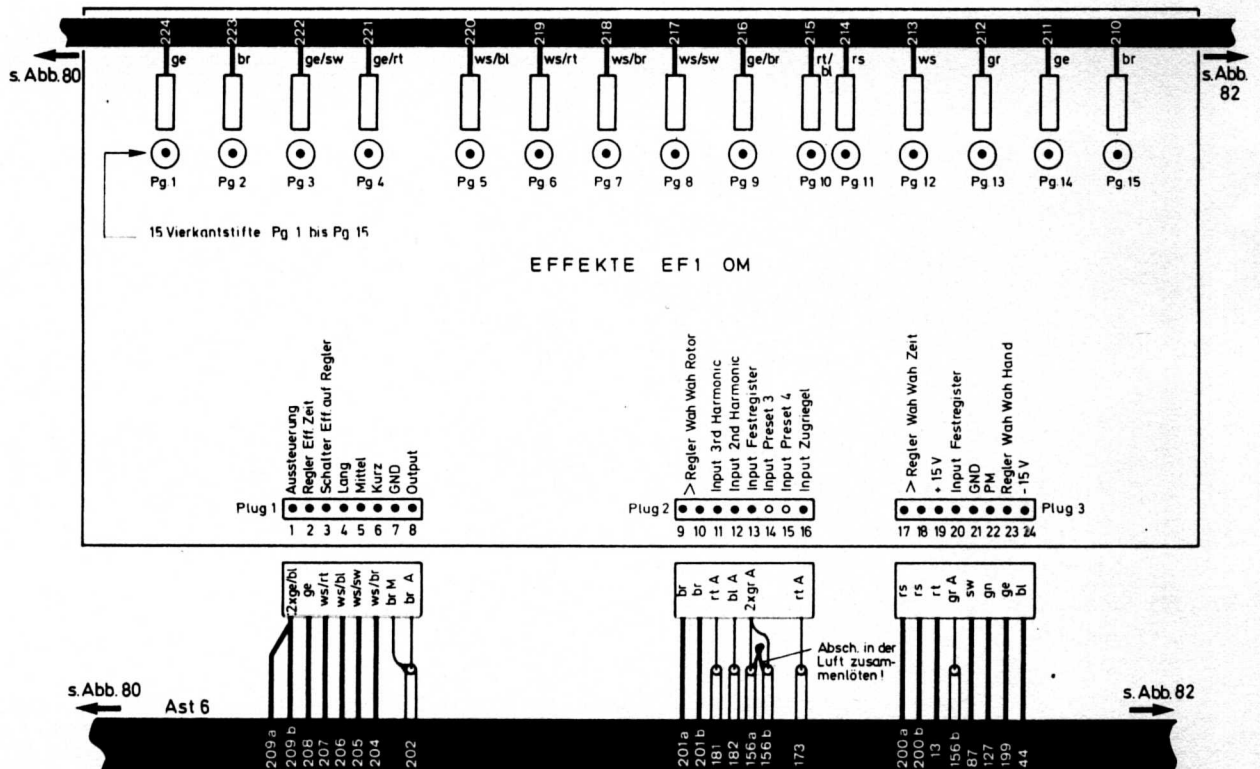 224 223 222 221 220 219 218 217 216 215 214 213 212 211 210
ge br ge/sw ge/rt ws/bl ws/rt ws/br ws/sw ge/br rt/bl rs ws gr ge br
s. Abb. 80
s. Abb. 82
Pg 1 Pg 2 Pg 3 Pg 4 Pg 5 Pg 6 Pg 7 Pg 8 Pg 9 Pg 10 Pg 11 Pg 12 Pg 13 Pg 14 Pg 15
15 Vierkantstifte Pg 1 bis Pg 15
EFFEKTE EF1 OM
Aussteuerung
Regler Eff. Zeit
Schalter Eff. auf Regler
Lang
Mittel
Kurz
GND
Output
> Regler Wah Wah Rotor
Input 3rd Harmonic
Input 2nd Harmonic
Input Festregister
Input Preset 3
Input Preset 4
Input Zugriegel
> Regler Wah Wah Zeit
+ 15 V
Input Festregister
GND
PM
Regler Wah Wah Hand
- 15 V
Plug 1
Plug 2
Plug 3
1 2 3 4 5 6 7 8
9 10 11 12 13 14 15 16
17 18 19 20 21 22 23 24
2xge/bl
ge
ws/rt
ws/bl
ws/sw
ws/br
br M
br A
br
br
rt A
bl A
2xgr A
rt A
rs
rs
rt
gr A
sw
gn
ge
bl
Absch. in der
Luft zusam-
menlöten!
s. Abb. 80
Ast 6
s. Abb. 82
209 a
209 b
208
207
206
205
204
202
201 a
201 b
181
182
156 a
156 b
173
200 a
200 b
13
156 b
87
127
199
44